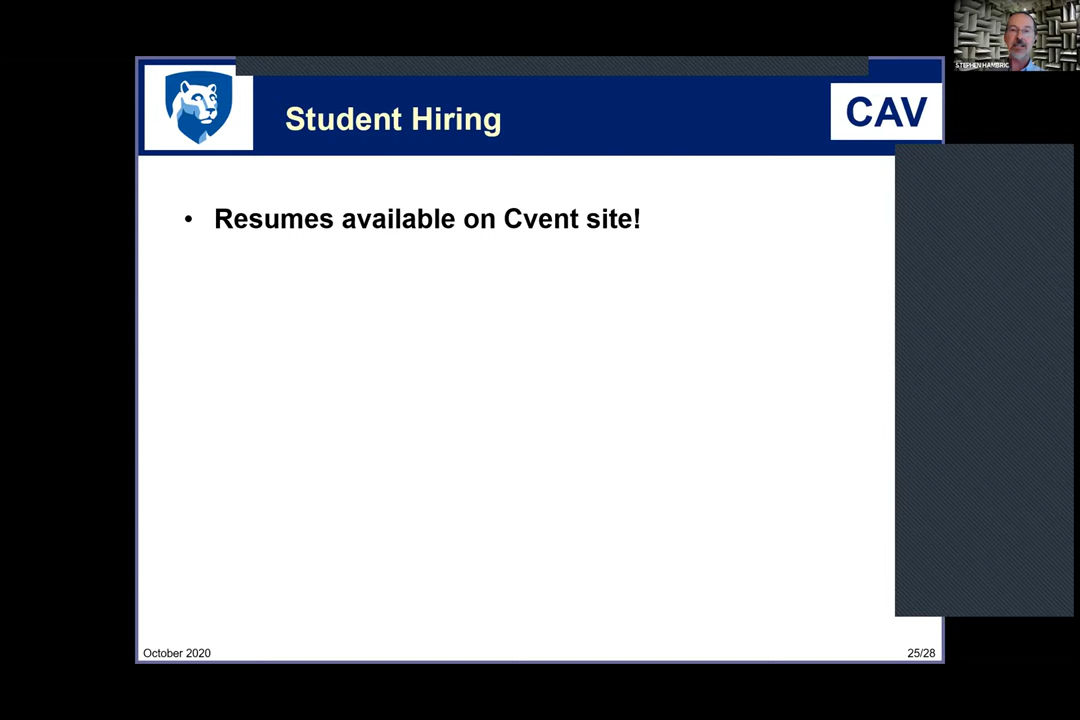 STEPHEN HAMBRIC
Student Hiring
CAV
• Resumes available on Cvent site!
October 2020
25/28